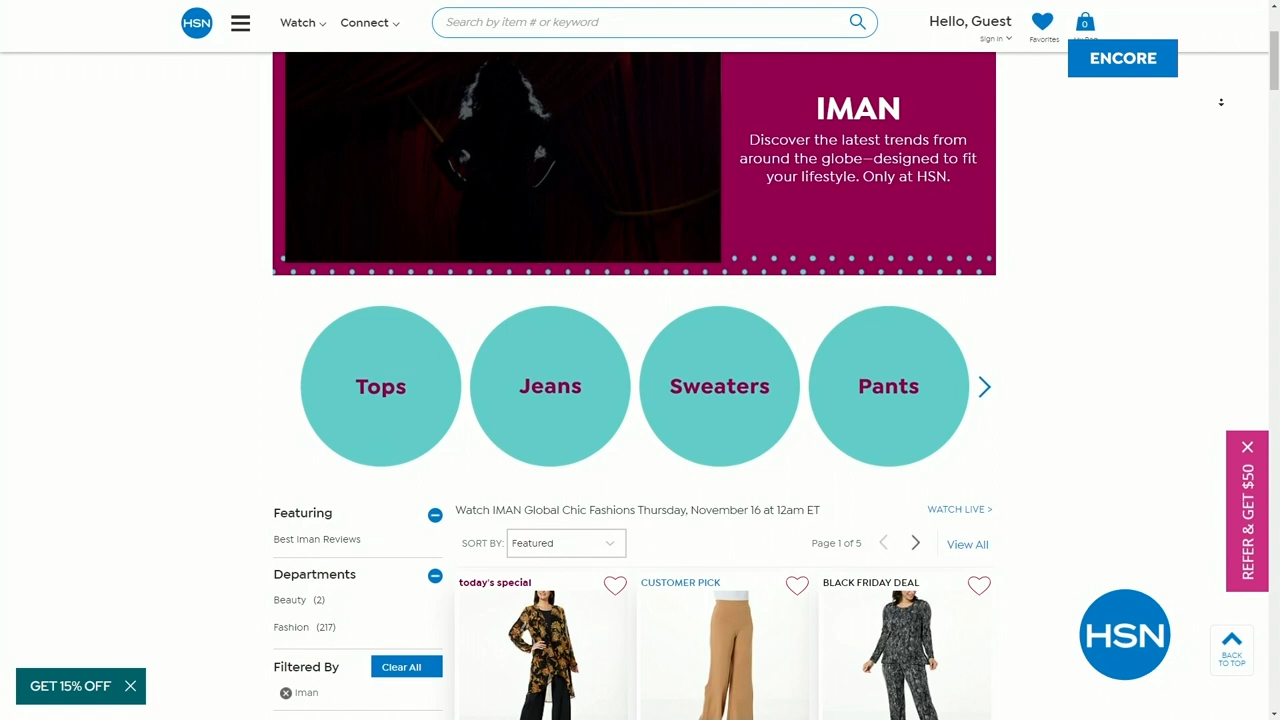 HSN
Watch
Connect
Search by item # or keyword
Hello, Guest
Sign In
Favorites
0
ENCORE
IMAN
Discover the latest trends from
around the globe—designed to fit
your lifestyle. Only at HSN.
Tops
Jeans
Sweaters
Pants
Featuring
Best Iman Reviews
Departments
Beauty (2)
Fashion (217)
Filtered By
Clear All
Iman
Watch IMAN Global Chic Fashions Thursday, November 16 at 12am ET
WATCH LIVE >
SORT BY: Featured
Page 1 of 5
View All
today's special
CUSTOMER PICK
BLACK FRIDAY DEAL
REFER & GET $50
HSN
BACK
TO TOP
GET 15% OFF